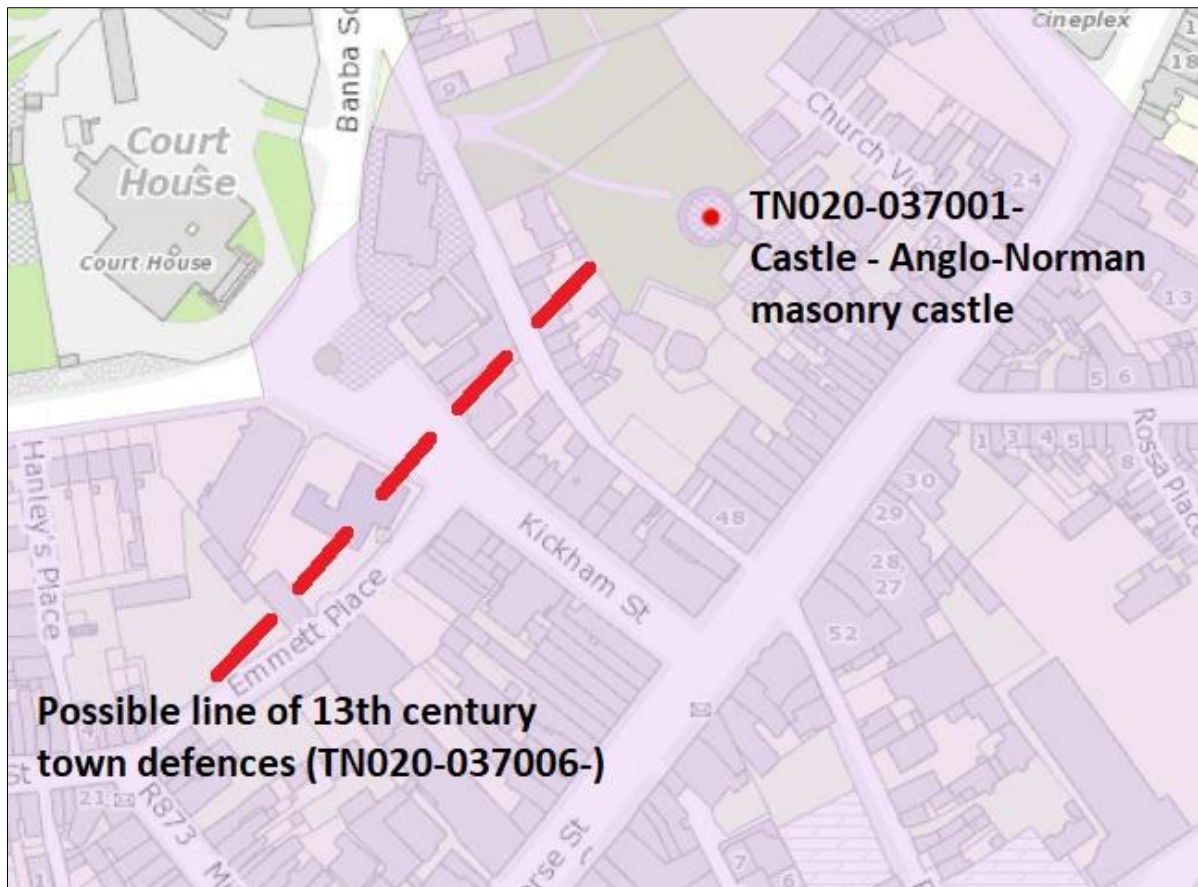 Cineplex
18
9
Banba
Court
House
Court House
Church
24
TN020-037001-
Castle - Anglo-Norman
masonry castle
13
5 6
1 3 4 5
8
Rossa Place
30
29
28,
27
48
52
Kickham St
Hanley's Place
Emmett Place
Possible line of 13th century
town defences (TN020-037006-)
St
21
R873
7
6